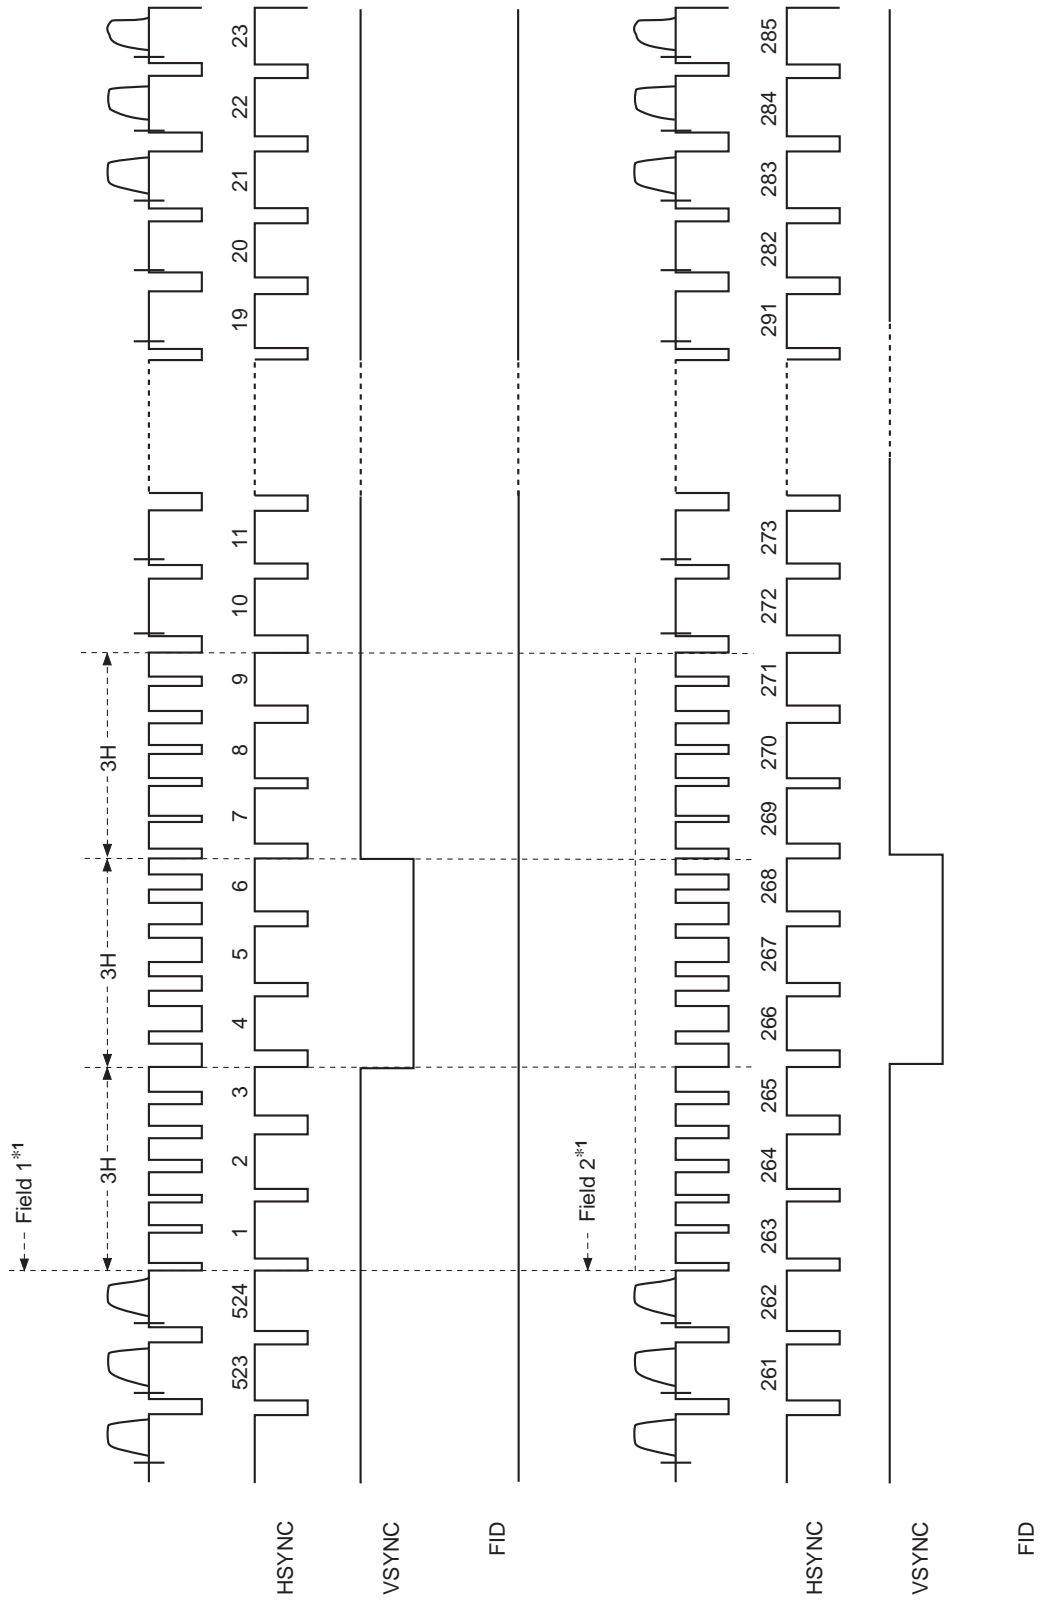 Field 1*1
3H 3H 3H
523 524 1 2 3 4 5 6 7 8 9 10 11 19 20 21 22 23
HSYNC
VSYNC
FID
Field 2*1
261 262 263 264 265 266 267 268 269 270 271 272 273 291 282 283 284 285
HSYNC
VSYNC
FID